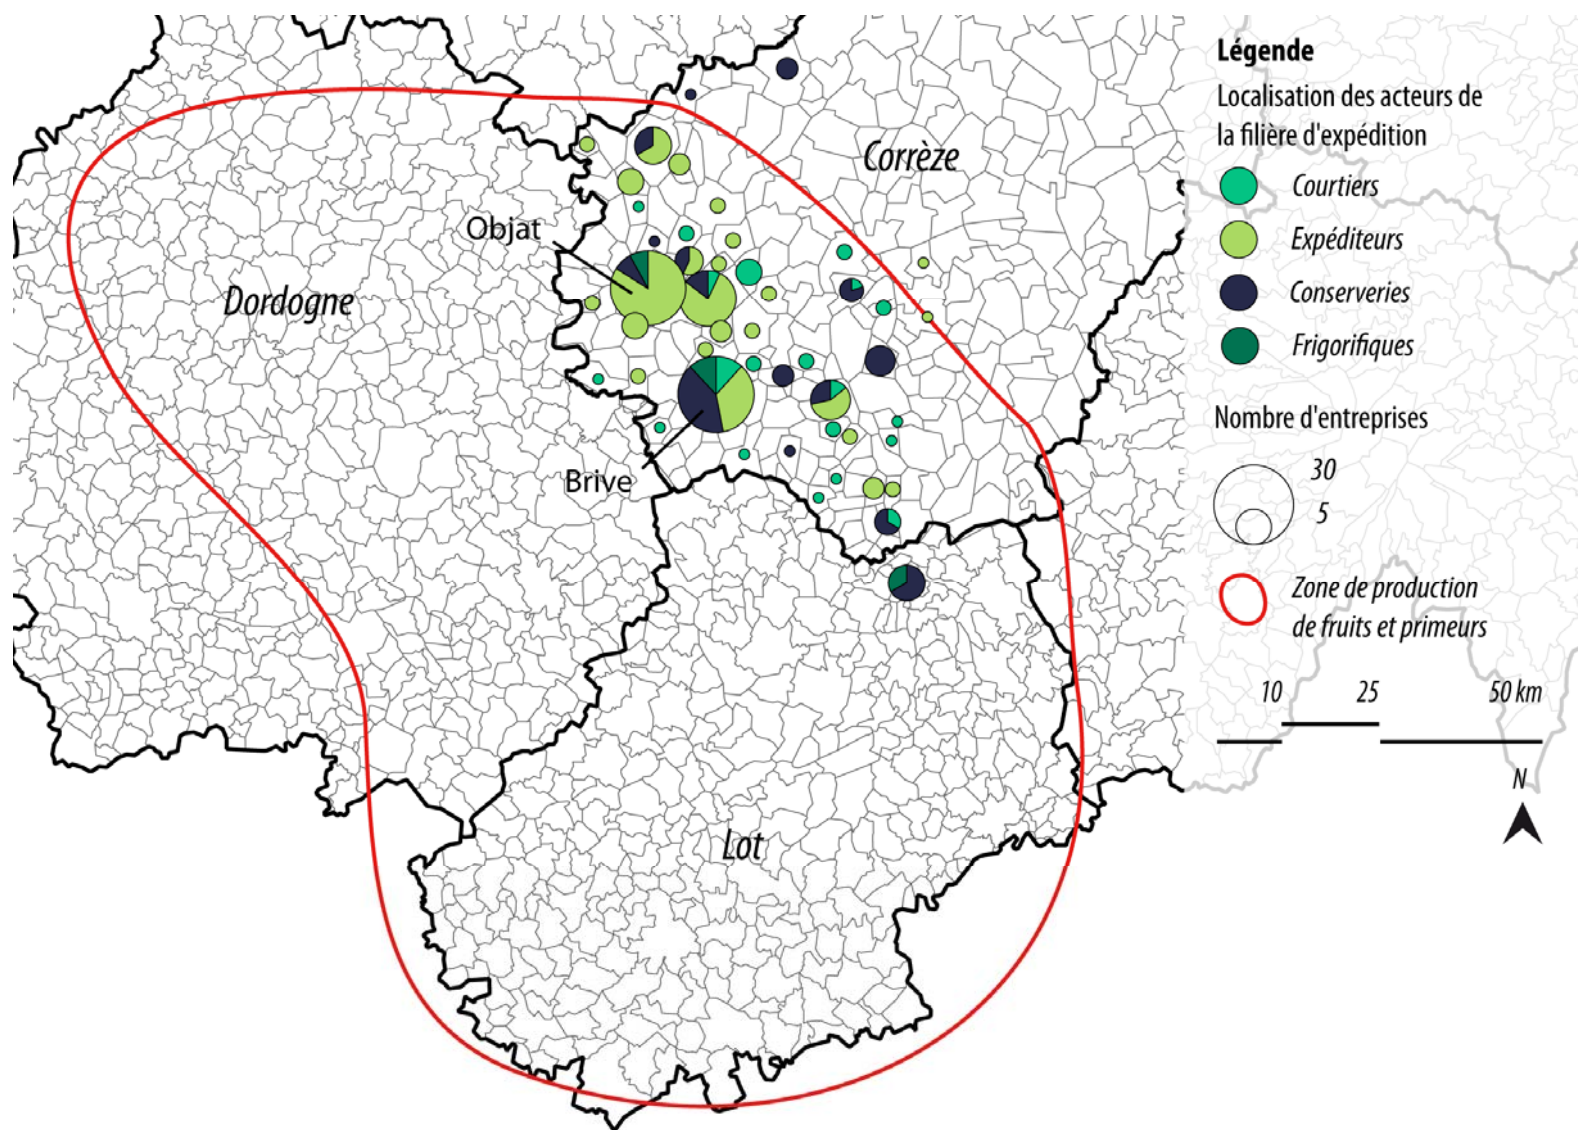 Légende
Localisation des acteurs de
la filière d'expédition
Courtiers
Expéditeurs
Conserveries
Frigorifiques
Nombre d'entreprises
30
5
Zone de production
de fruits et primeurs
10 25 50 km
N
Corrèze
Objat
Dordogne
Brive
Lot